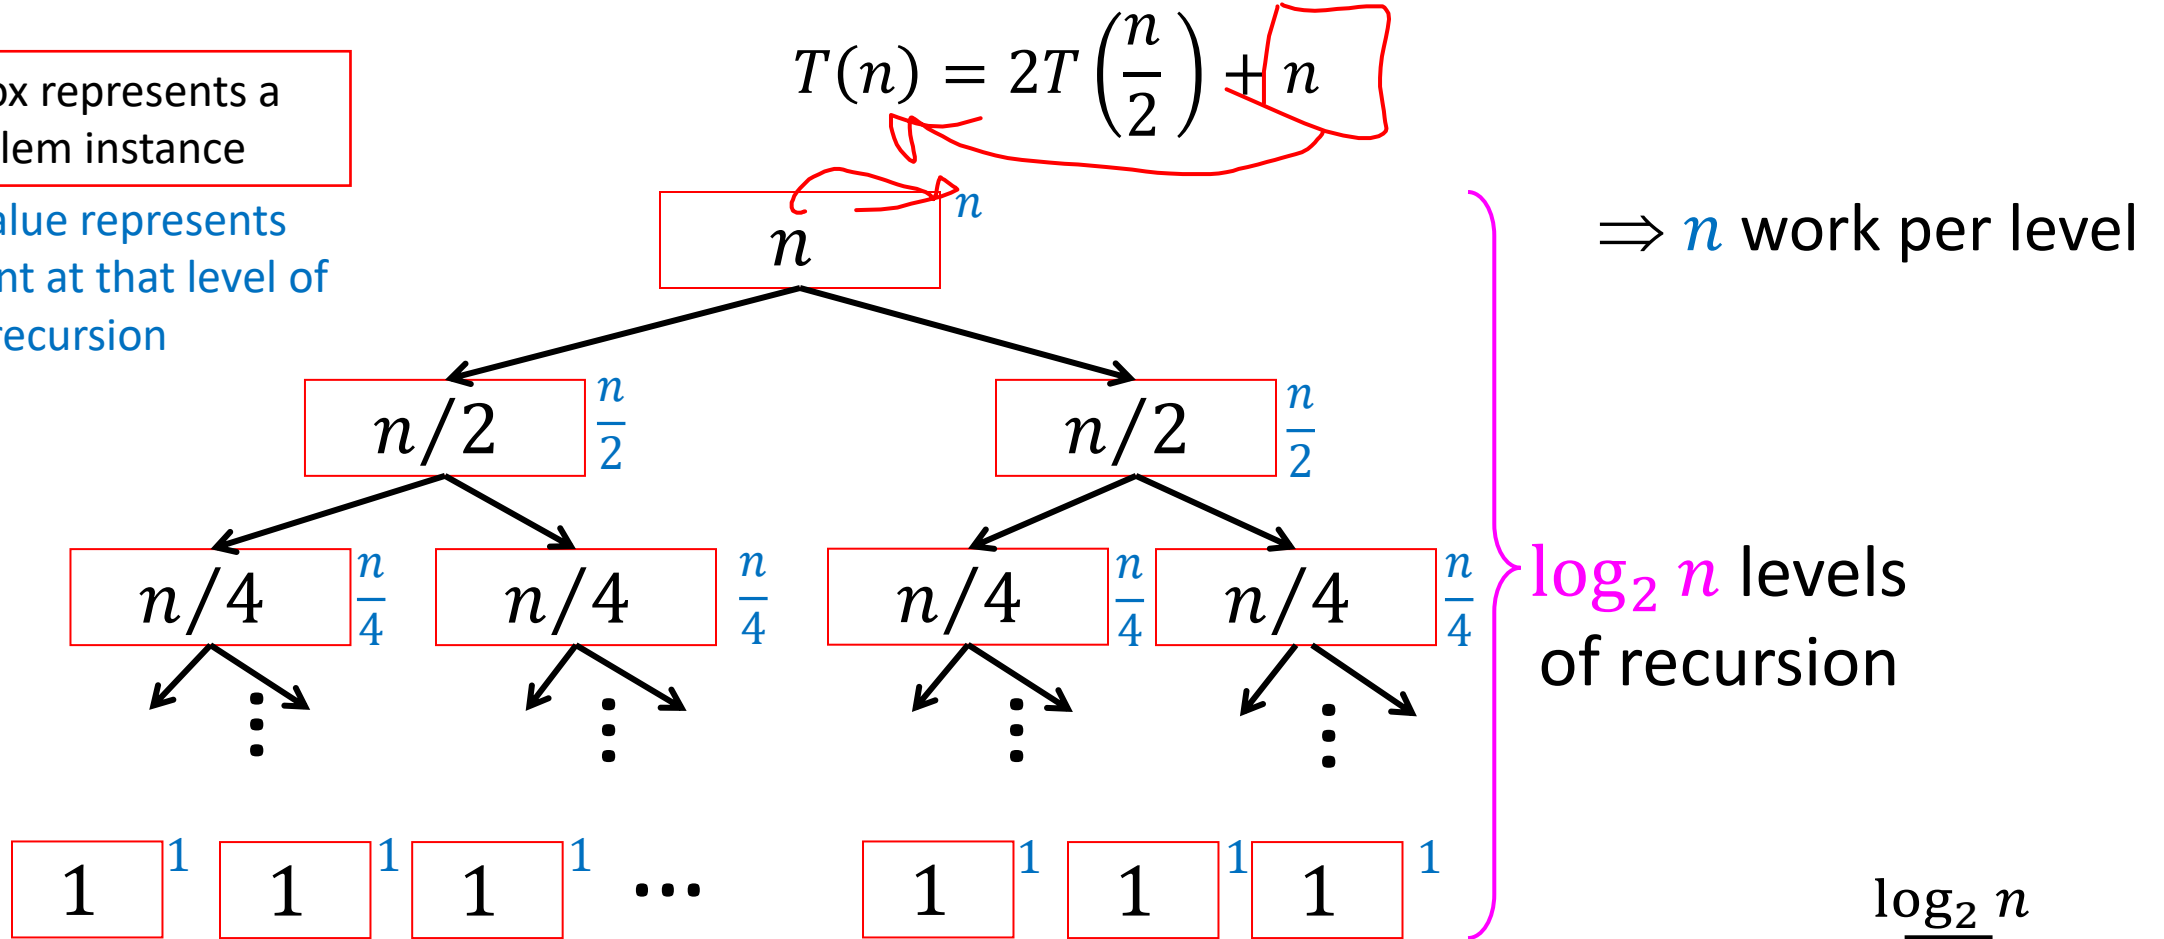 T(n) = 2T(n/2) + n
ox represents a
lem instance
alue represents
nt at that level of
recursion
n n
⇒ n work per level
n/2 n/2 n/2 n/2
n/4 n/4 n/4 n/4 n/4 n/4 n/4 n/4
log₂ n levels
of recursion
⋮ ⋮ ⋮ ⋮
1 1 1 1 1 1 ⋯ 1 1 1 1 1 1
log₂ n